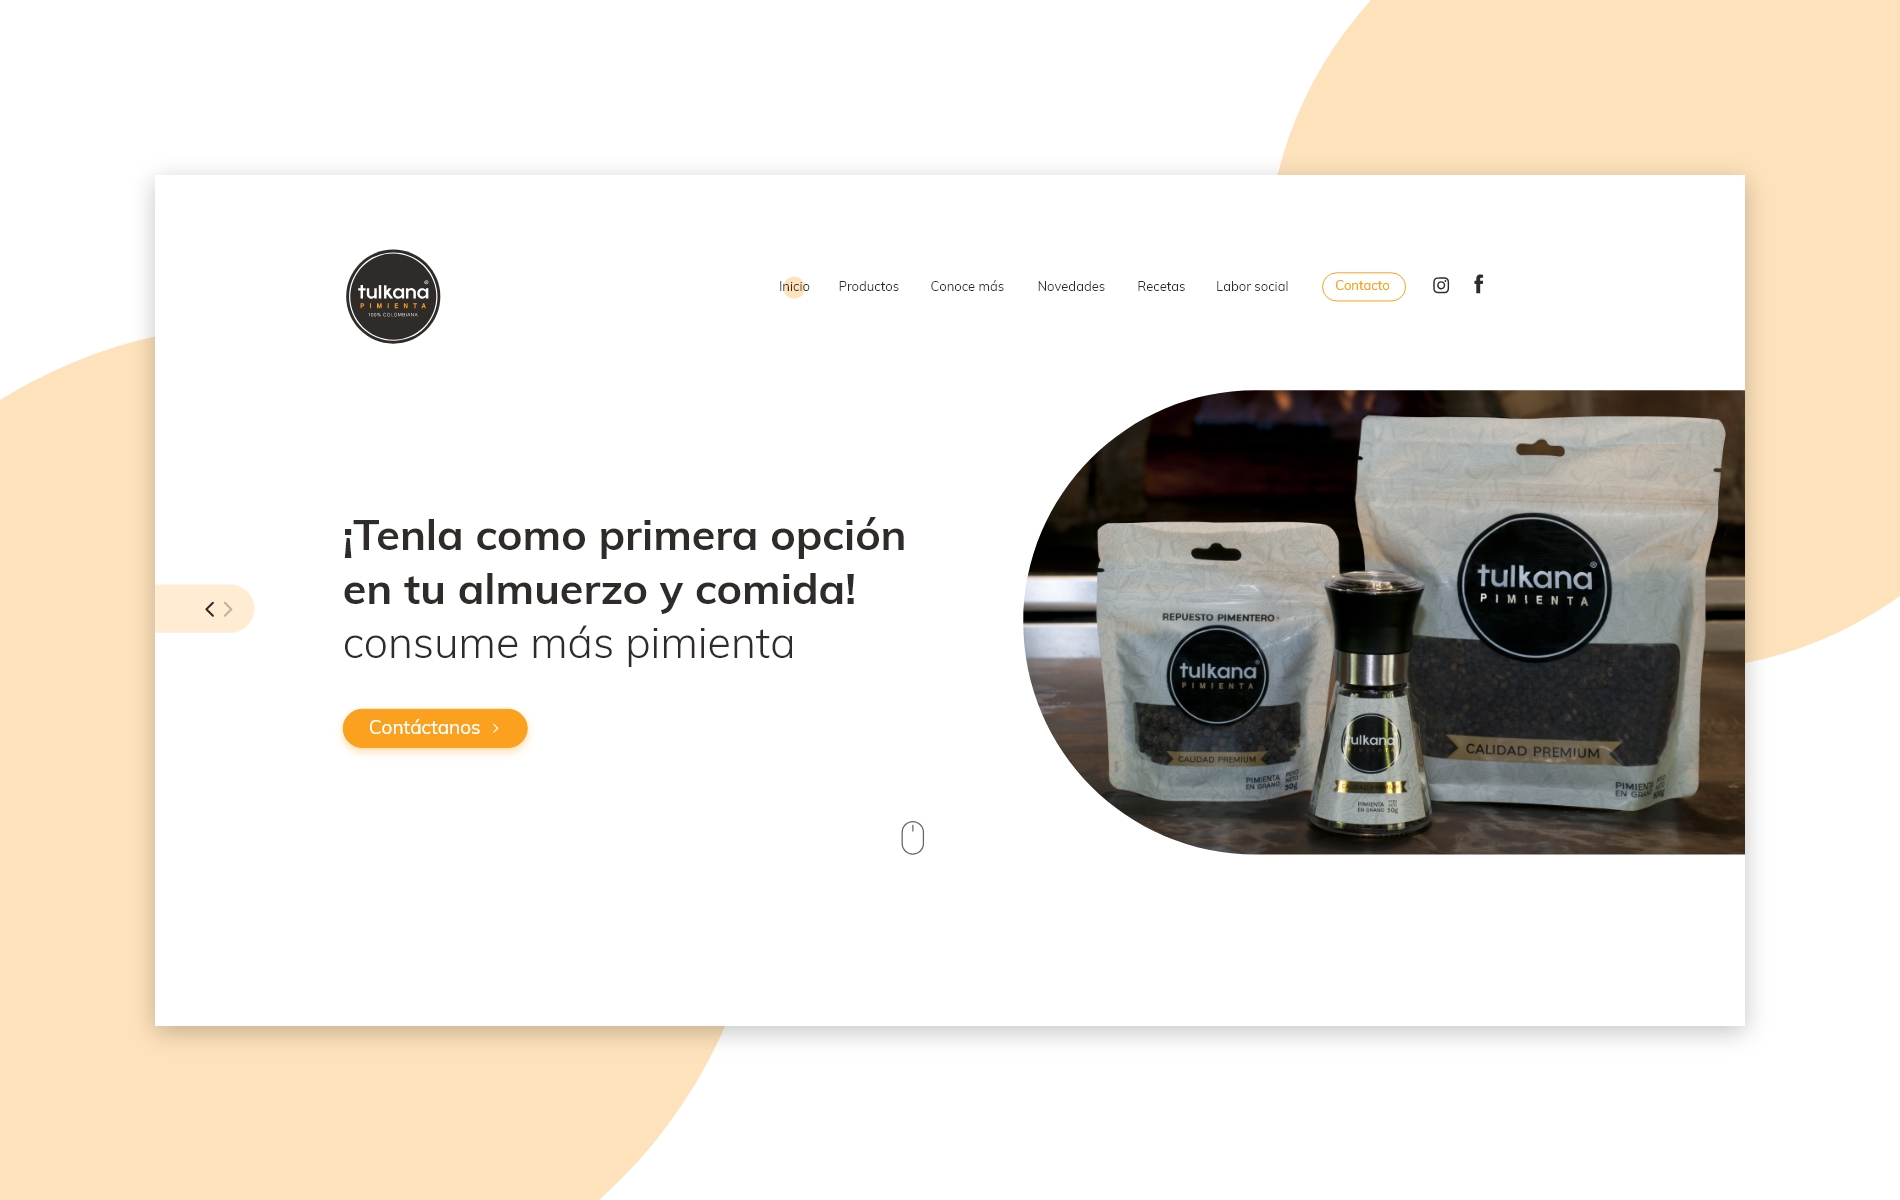 tulkana®
PIMIENTA
100% COLOMBIANA
Inicio
Productos
Conoce más
Novedades
Recetas
Labor social
Contacto
¡Tenla como primera opción
en tu almuerzo y comida!
consume más pimienta
Contáctanos
REPUESTO PIMENTERO
tulkana®
PIMIENTA
CALIDAD PREMIUM
PIMIENTA PESO
EN GRANO NETO
50g
tulkana
PIMIENTA
EN GRANO 50g
tulkana®
PIMIENTA
CALIDAD PREMIUM
PIMIENTA
EN GRANO